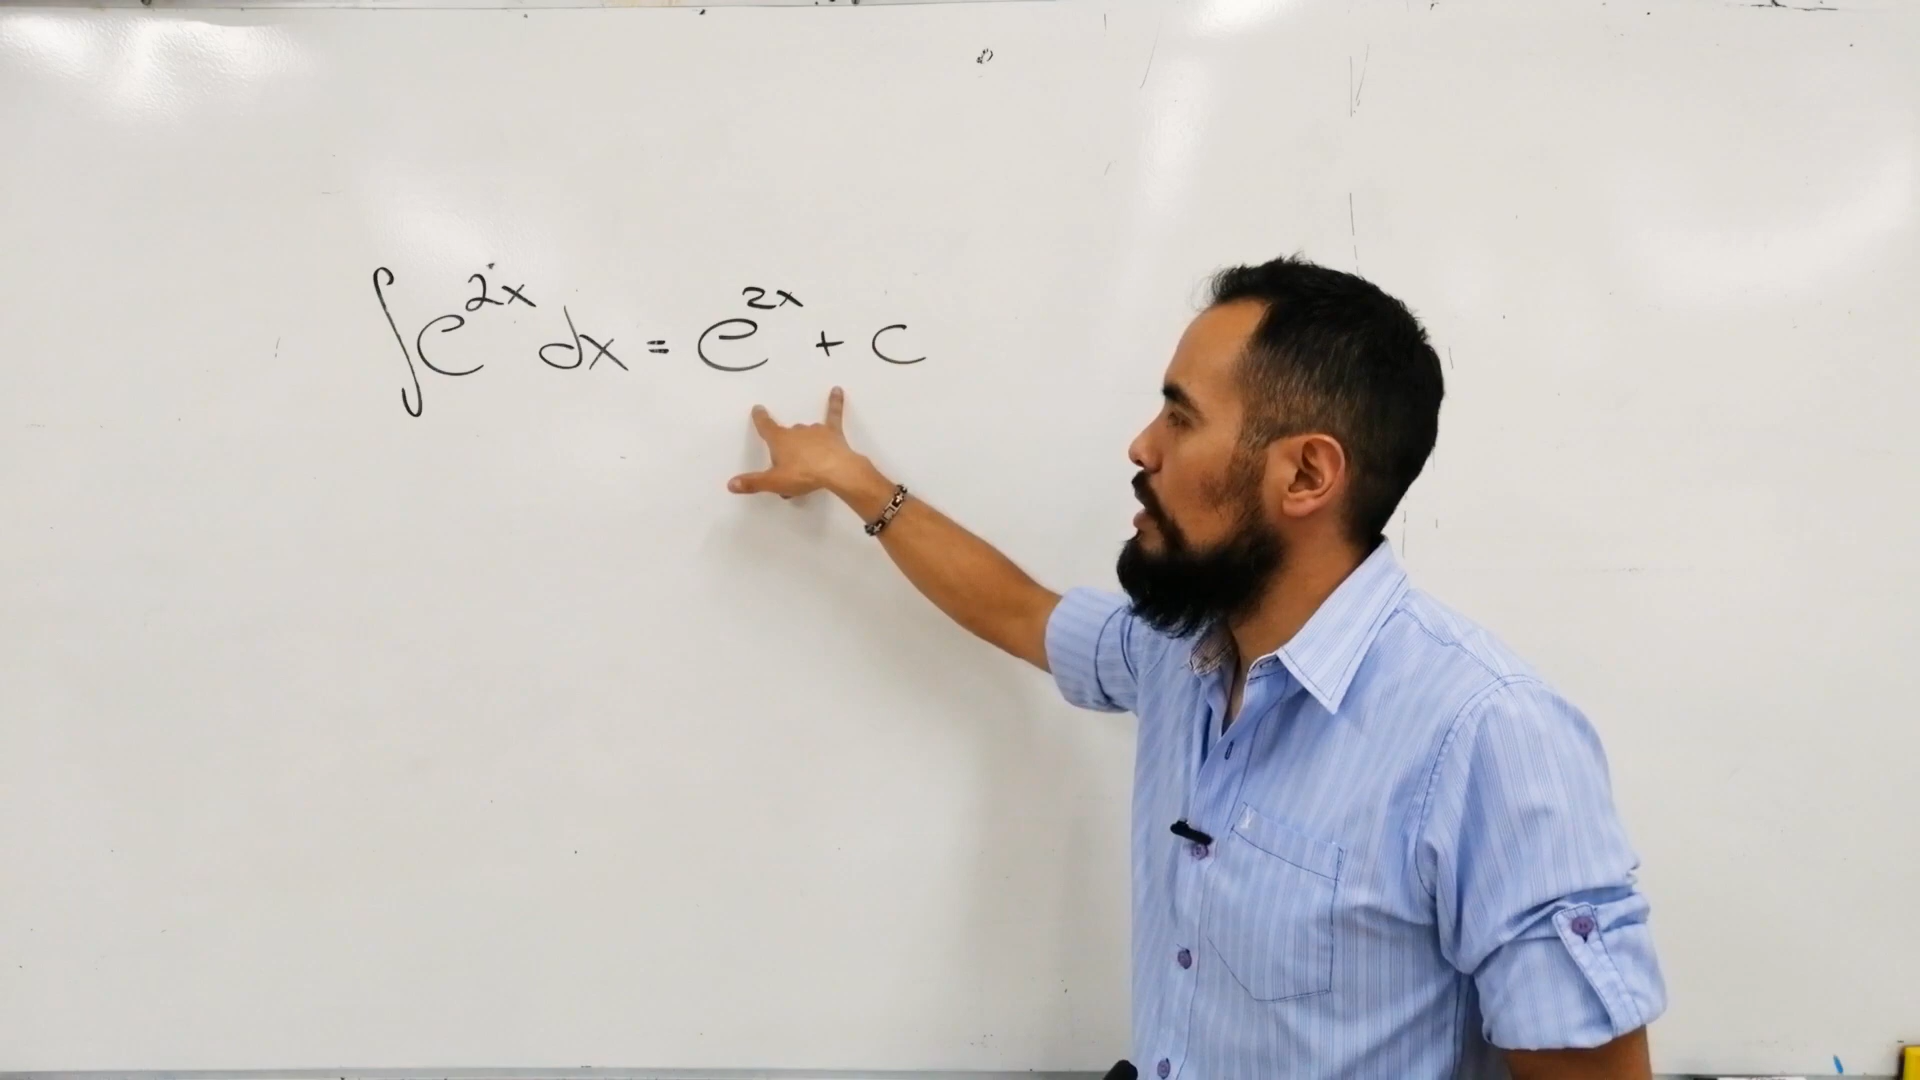 ∫e^{2x} dx = e^{2x} + c